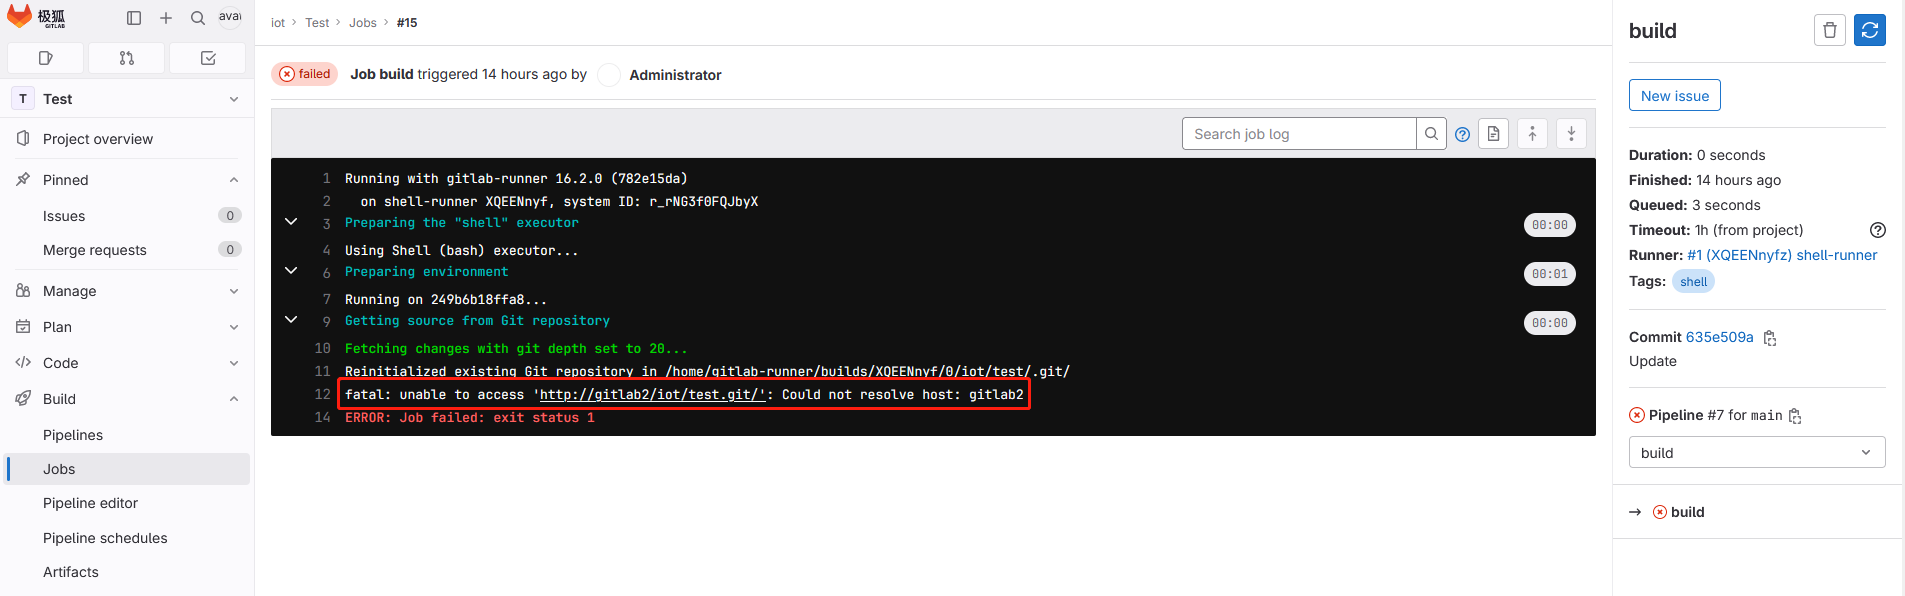 极狐
GITLAB
avat
T Test
Project overview
Pinned
Issues 0
Merge requests 0
Manage
Plan
Code
Build
Pipelines
Jobs
Pipeline editor
Pipeline schedules
Artifacts
iot > Test > Jobs > #15
failed Job build triggered 14 hours ago by Administrator
Search job log
1 Running with gitlab-runner 16.2.0 (782e15da)
2 on shell-runner XQEENnyf, system ID: r_rNG3f0FQJbyX
3 Preparing the "shell" executor 00:00
4 Using Shell (bash) executor...
6 Preparing environment 00:01
7 Running on 249b6b18ffa8...
9 Getting source from Git repository 00:00
10 Fetching changes with git depth set to 20...
11 Reinitialized existing Git repository in /home/gitlab-runner/builds/XQEENnyf/0/iot/test/.git/
12 fatal: unable to access 'http://gitlab2/iot/test.git/': Could not resolve host: gitlab2
14 ERROR: Job failed: exit status 1
build
New issue
Duration: 0 seconds
Finished: 14 hours ago
Queued: 3 seconds
Timeout: 1h (from project)
Runner: #1 (XQEENnyfz) shell-runner
Tags: shell
Commit 635e509a
Update
Pipeline #7 for main
build
→ build